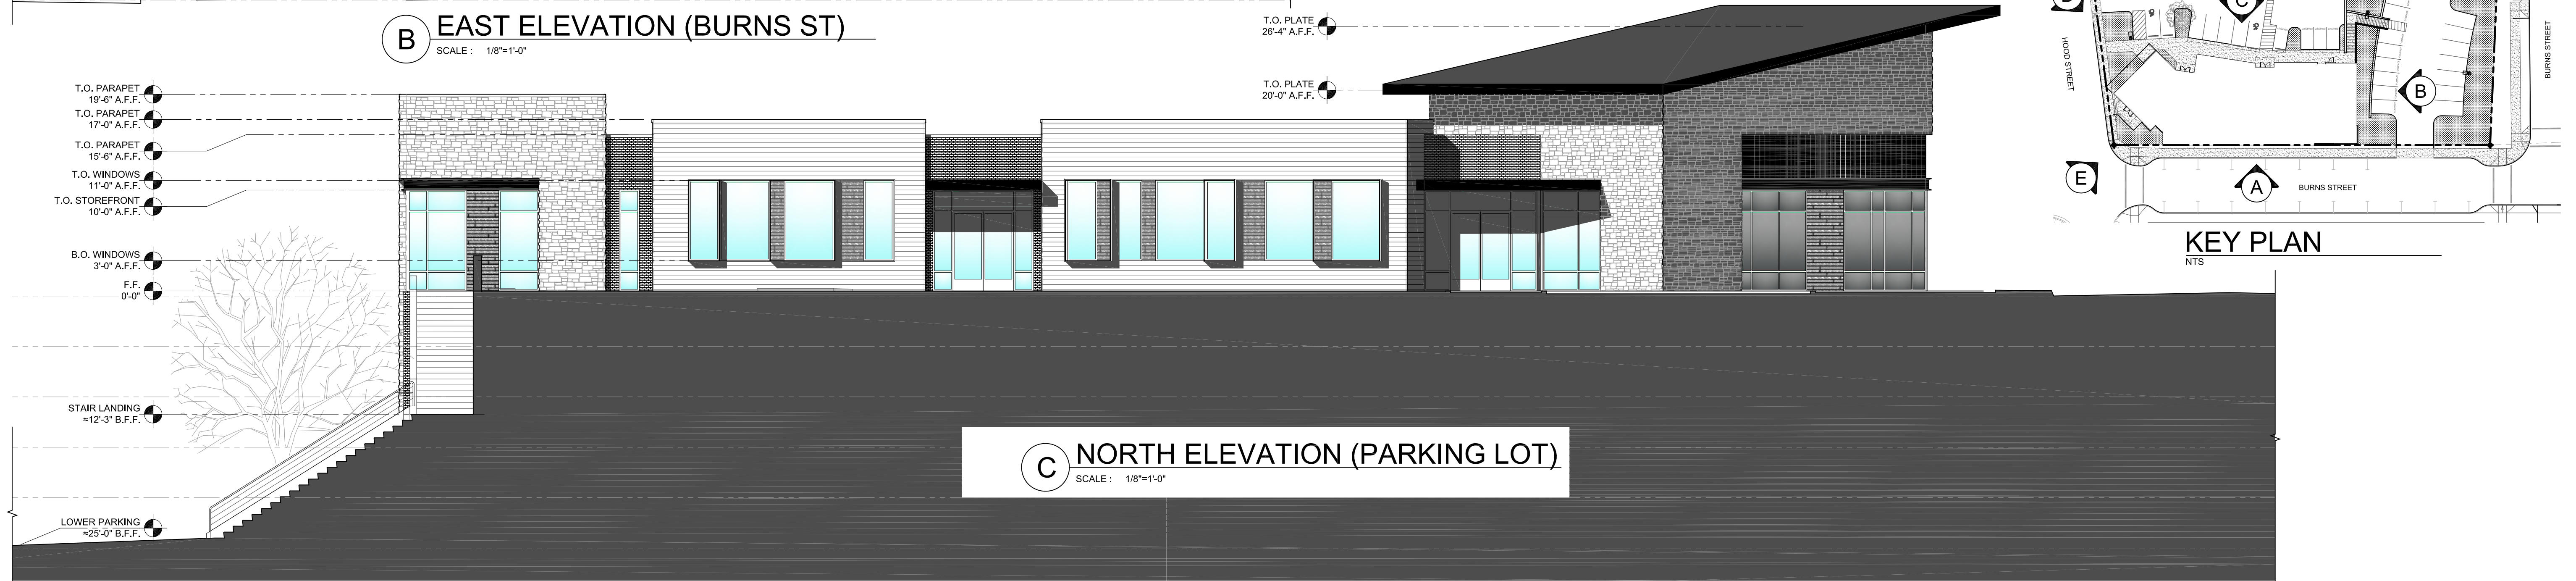 B
EAST ELEVATION (BURNS ST)
SCALE : 1/8"=1'-0"
T.O. PLATE
26'-4" A.F.F.
T.O. PLATE
20'-0" A.F.F.
T.O. PARAPET
19'-6" A.F.F.
T.O. PARAPET
17'-0" A.F.F.
T.O. PARAPET
15'-6" A.F.F.
T.O. WINDOWS
11'-0" A.F.F.
T.O. STOREFRONT
10'-0" A.F.F.
B.O. WINDOWS
3'-0" A.F.F.
F.F.
0'-0"
STAIR LANDING
≈12'-3" B.F.F.
LOWER PARKING
≈25'-0" B.F.F.
C
NORTH ELEVATION (PARKING LOT)
SCALE : 1/8"=1'-0"
C
HOOD STREET
B
BURNS STREET
E
A
BURNS STREET
KEY PLAN
NTS